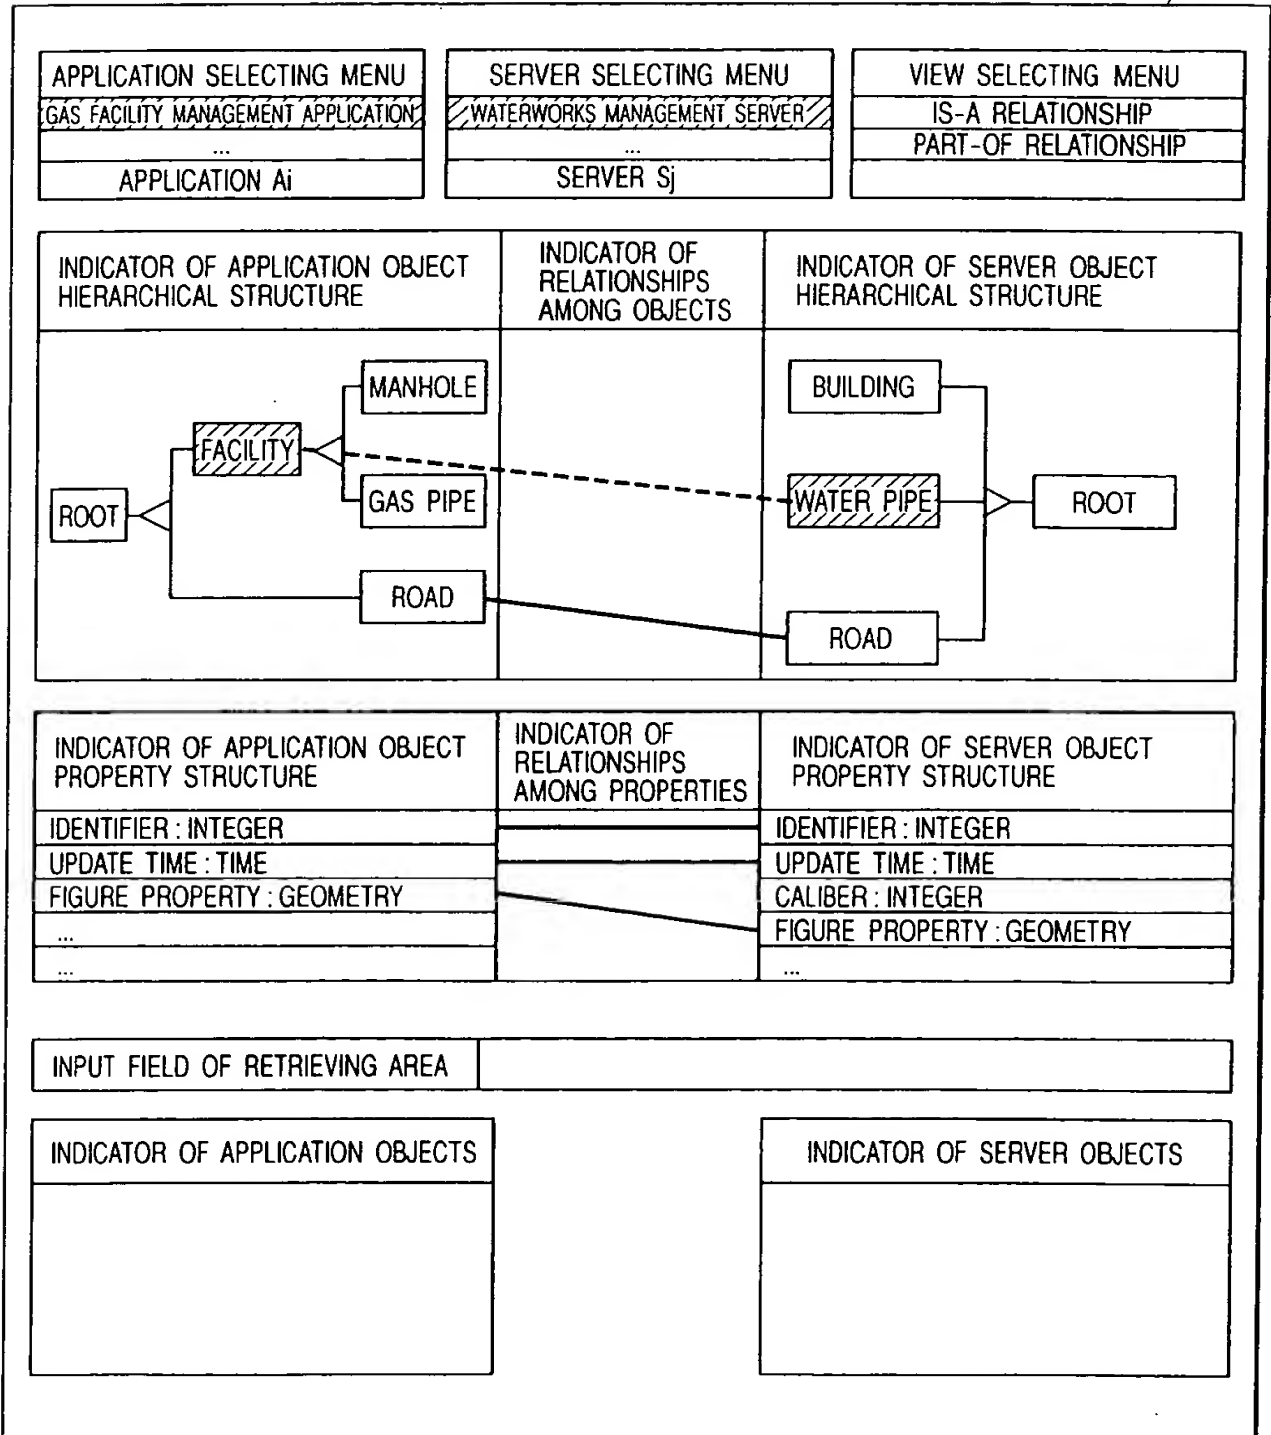 APPLICATION SELECTING MENU
GAS FACILITY MANAGEMENT APPLICATION
...
APPLICATION Ai
SERVER SELECTING MENU
WATERWORKS MANAGEMENT SERVER
...
SERVER Sj
VIEW SELECTING MENU
IS-A RELATIONSHIP
PART-OF RELATIONSHIP
INDICATOR OF APPLICATION OBJECT
HIERARCHICAL STRUCTURE
INDICATOR OF
RELATIONSHIPS
AMONG OBJECTS
INDICATOR OF SERVER OBJECT
HIERARCHICAL STRUCTURE
MANHOLE
FACILITY
GAS PIPE
ROOT
ROAD
BUILDING
WATER PIPE
ROOT
ROAD
INDICATOR OF APPLICATION OBJECT
PROPERTY STRUCTURE
INDICATOR OF
RELATIONSHIPS
AMONG PROPERTIES
INDICATOR OF SERVER OBJECT
PROPERTY STRUCTURE
IDENTIFIER : INTEGER
UPDATE TIME : TIME
FIGURE PROPERTY : GEOMETRY
...
...
IDENTIFIER : INTEGER
UPDATE TIME : TIME
CALIBER : INTEGER
FIGURE PROPERTY : GEOMETRY
...
INPUT FIELD OF RETRIEVING AREA
INDICATOR OF APPLICATION OBJECTS
INDICATOR OF SERVER OBJECTS